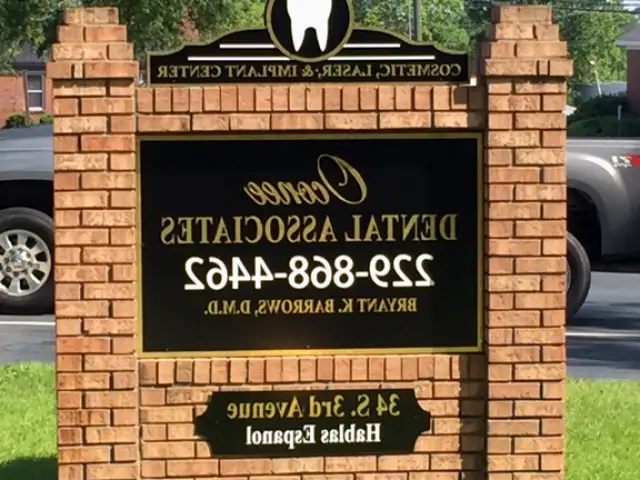 COSMETIC, LASER, & IMPLANT CENTER
Oconee
DENTAL ASSOCIATES
229-868-4462
BRYANT K. BARROWS, D.M.D.
34 S. 3rd Avenue
Hablas Espanol